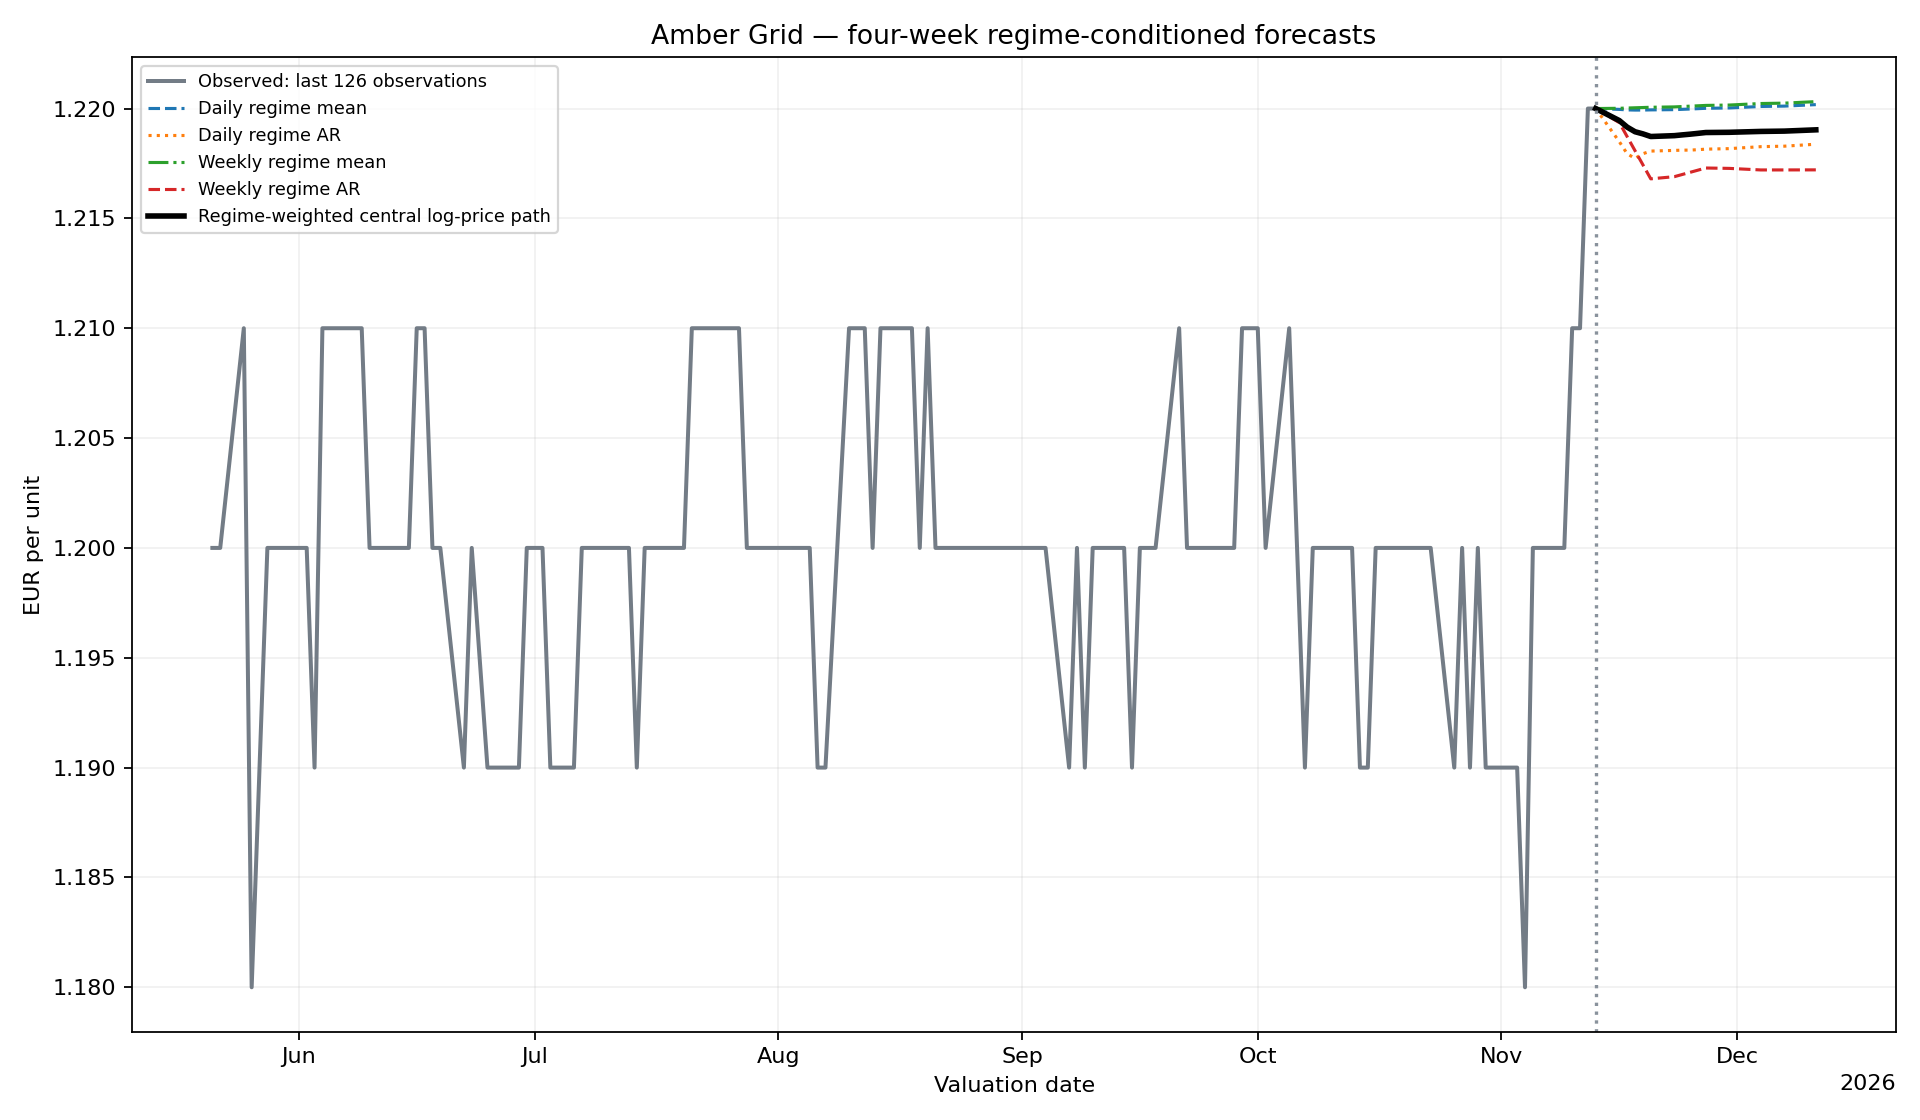 Amber Grid — four-week regime-conditioned forecasts
Observed: last 126 observations
Daily regime mean
Daily regime AR
Weekly regime mean
Weekly regime AR
Regime-weighted central log-price path
1.220
1.215
1.210
1.205
1.200
1.195
1.190
1.185
1.180
EUR per unit
Jun
Jul
Aug
Sep
Oct
Nov
Dec
Valuation date
2026